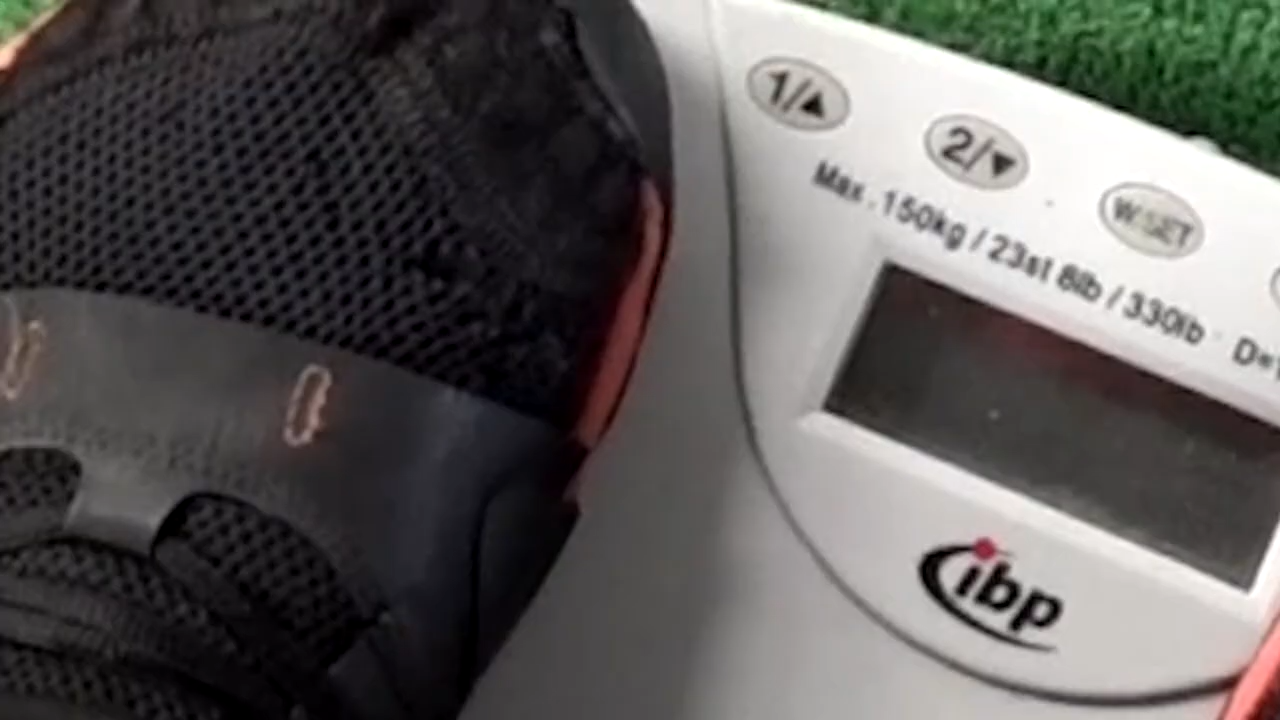 1/▲
2/▼
W.SET
Max. 150kg / 23st 8lb / 330lb D=
ibp